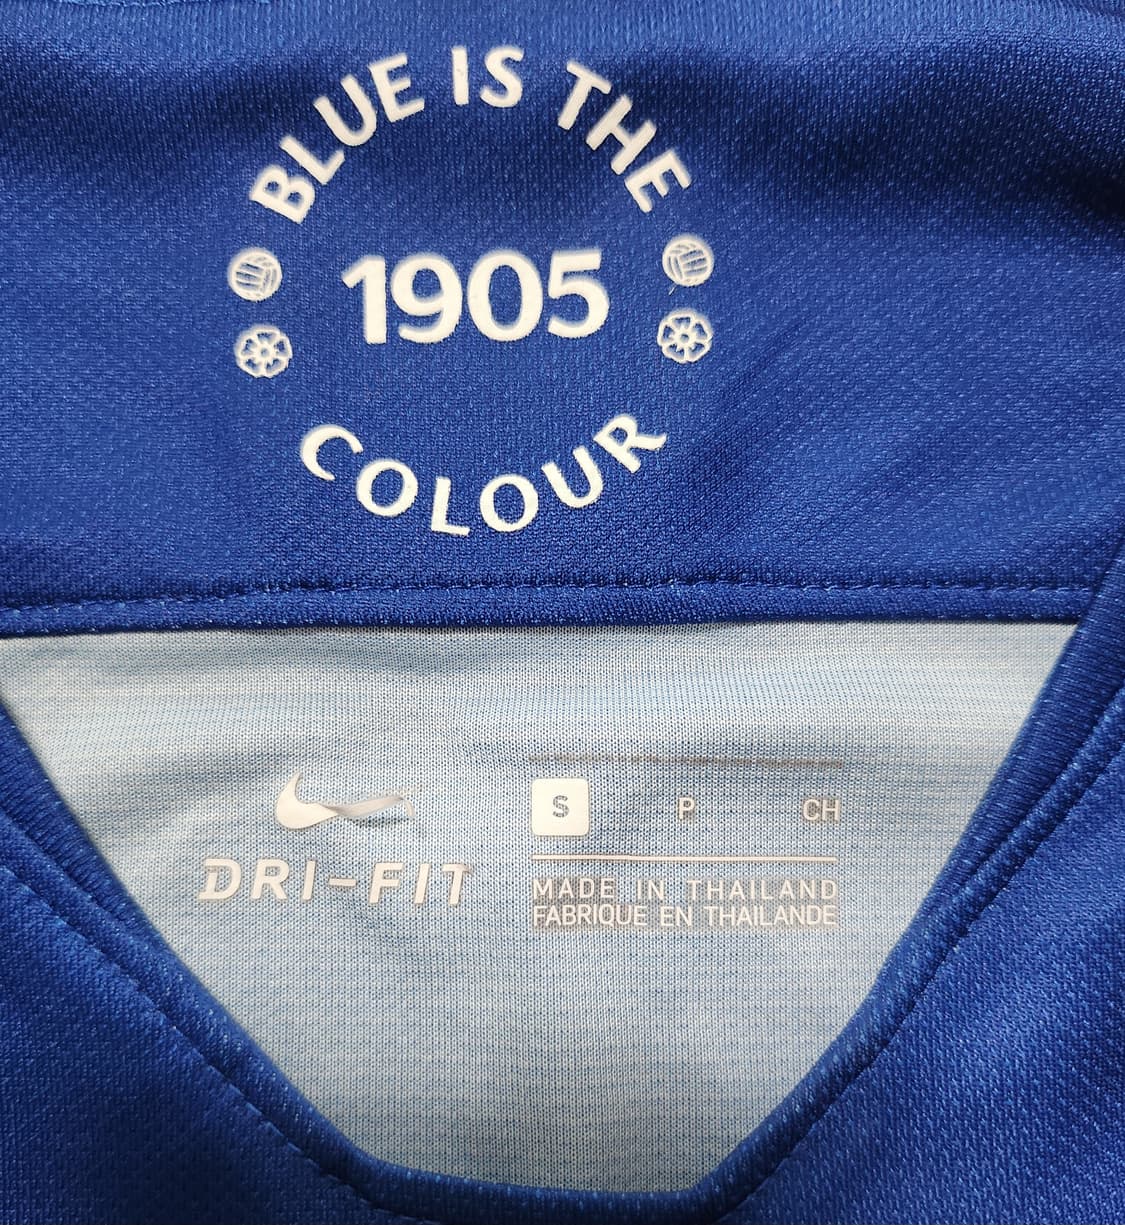 BLUE IS THE
1905
COLOUR
S P CH
DRI-FIT
MADE IN THAILAND
FABRIQUE EN THAILANDE